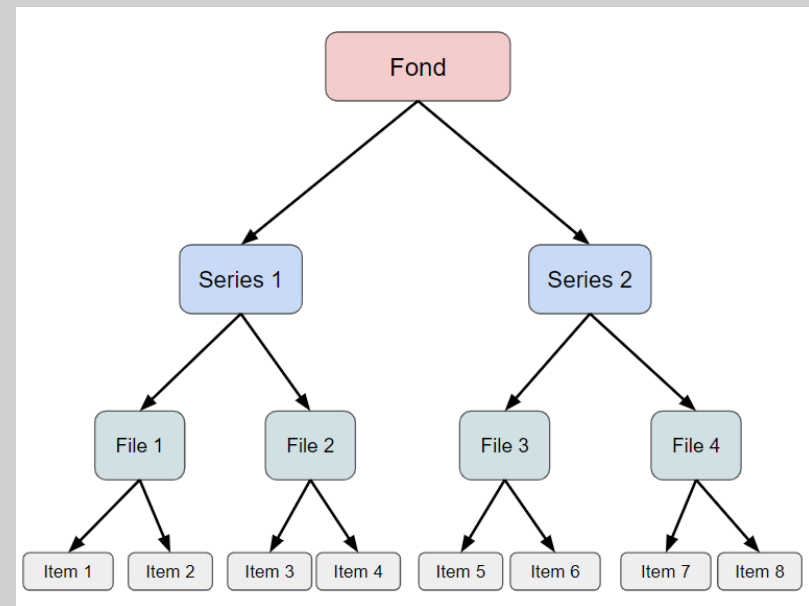 Fond
Series 1
Series 2
File 1
File 2
File 3
File 4
Item 1
Item 2
Item 3
Item 4
Item 5
Item 6
Item 7
Item 8